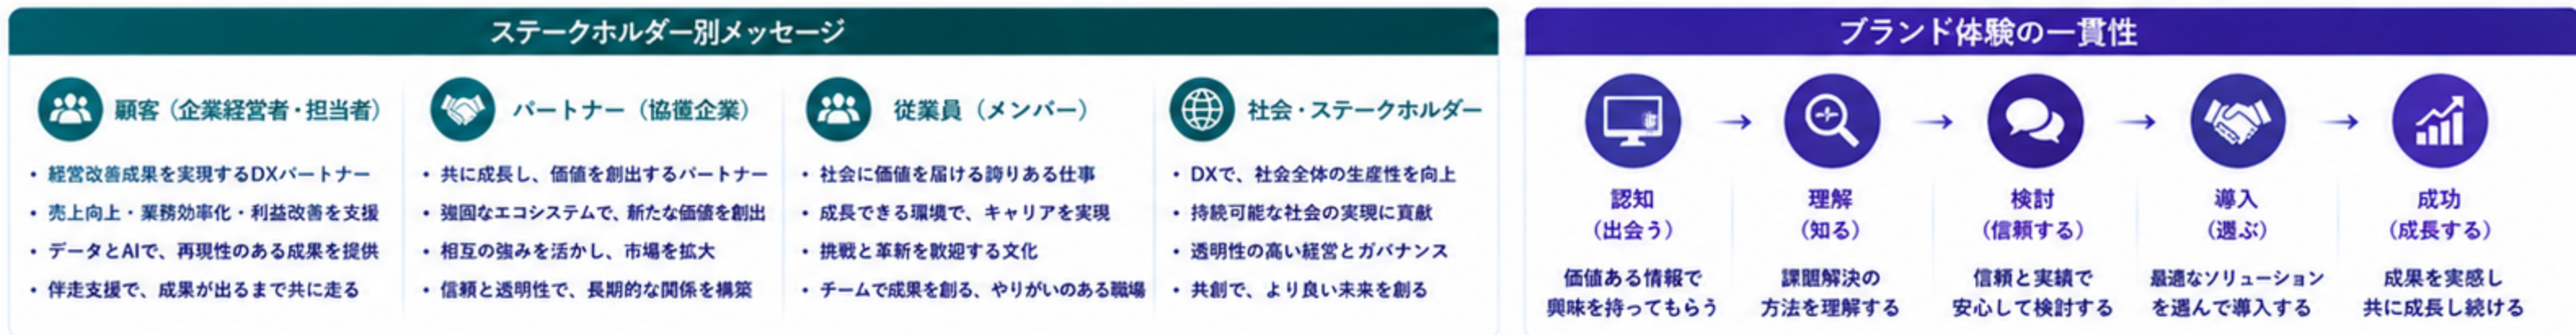 ステークホルダー別メッセージ
顧客（企業経営者・担当者）
• 経営改善成果を実現するDXパートナー
• 売上向上・業務効率化・利益改善を支援
• データとAIで、再現性のある成果を提供
• 伴走支援で、成果が出るまで共に走る
パートナー（協働企業）
• 共に成長し、価値を創出するパートナー
• 強固なエコシステムで、新たな価値を創出
• 相互の強みを活かし、市場を拡大
• 信頼と透明性で、長期的な関係を構築
従業員（メンバー）
• 社会に価値を届ける誇りある仕事
• 成長できる環境で、キャリアを実現
• 挑戦と革新を歓迎する文化
• チームで成果を創る、やりがいのある職場
社会・ステークホルダー
• DXで、社会全体の生産性を向上
• 持続可能な社会の実現に貢献
• 透明性の高い経営とガバナンス
• 共創で、より良い未来を創る
ブランド体験の一貫性
認知
（出会う）
価値ある情報で
興味を持ってもらう
理解
（知る）
課題解決の
方法を理解する
検討
（信頼する）
信頼と実績で
安心して検討する
導入
（選ぶ）
最適なソリューション
を選んで導入する
成功
（成長する）
成果を実感し
共に成長し続ける